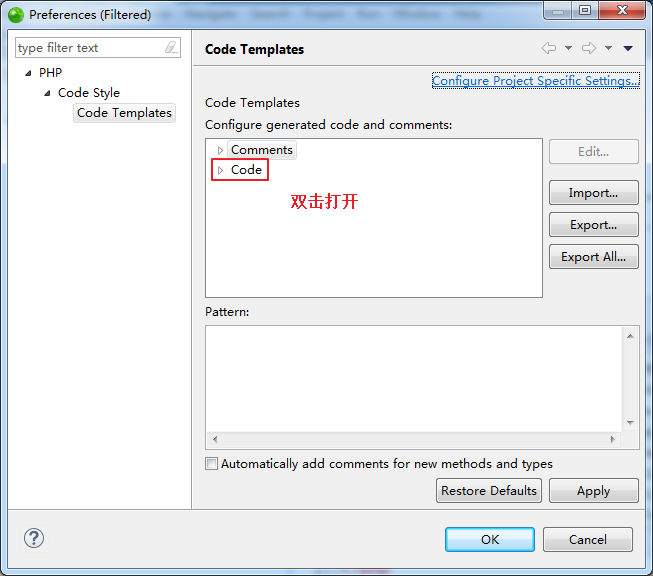 Preferences (Filtered)
type filter text
PHP
Code Style
Code Templates
Code Templates
Configure Project Specific Settings...
Code Templates
Configure generated code and comments:
Comments
Code
双击打开
Edit...
Import...
Export...
Export All...
Pattern:
Automatically add comments for new methods and types
Restore Defaults
Apply
OK
Cancel